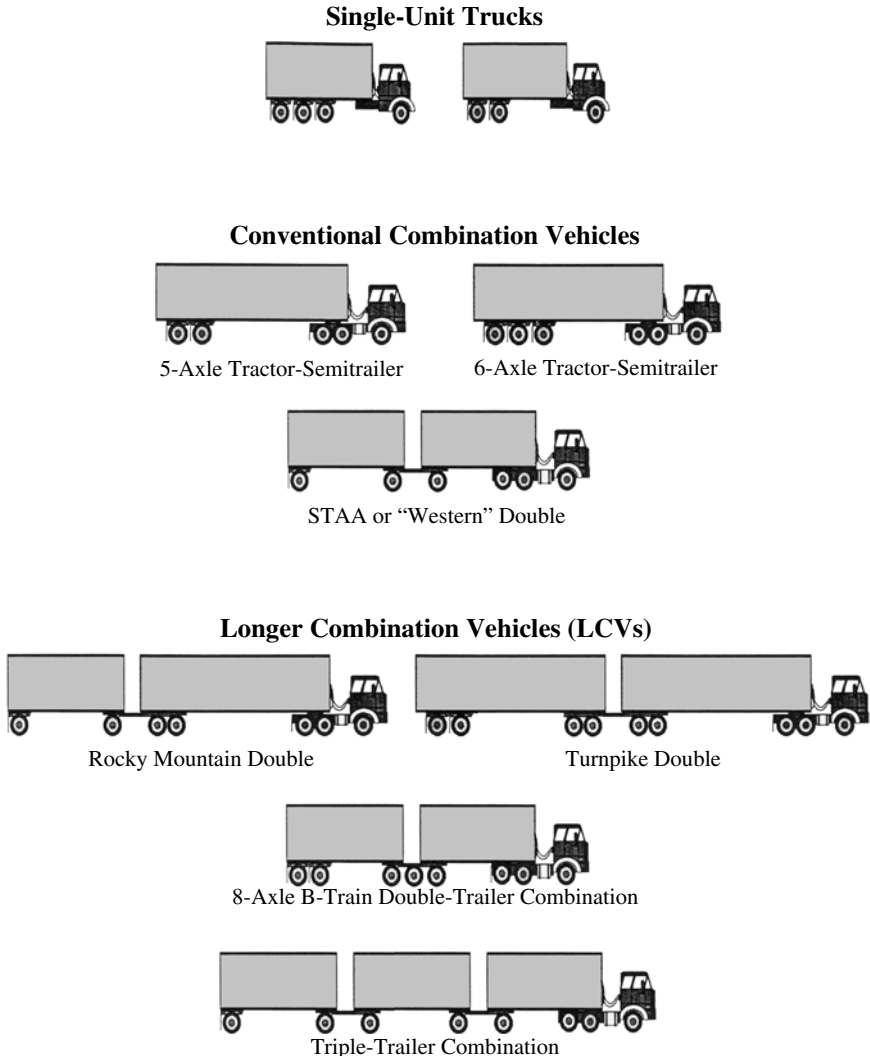 Single-Unit Trucks
Conventional Combination Vehicles
5-Axle Tractor-Semitrailer
6-Axle Tractor-Semitrailer
STAA or “Western” Double
Longer Combination Vehicles (LCVs)
Rocky Mountain Double
Turnpike Double
8-Axle B-Train Double-Trailer Combination
Triple-Trailer Combination